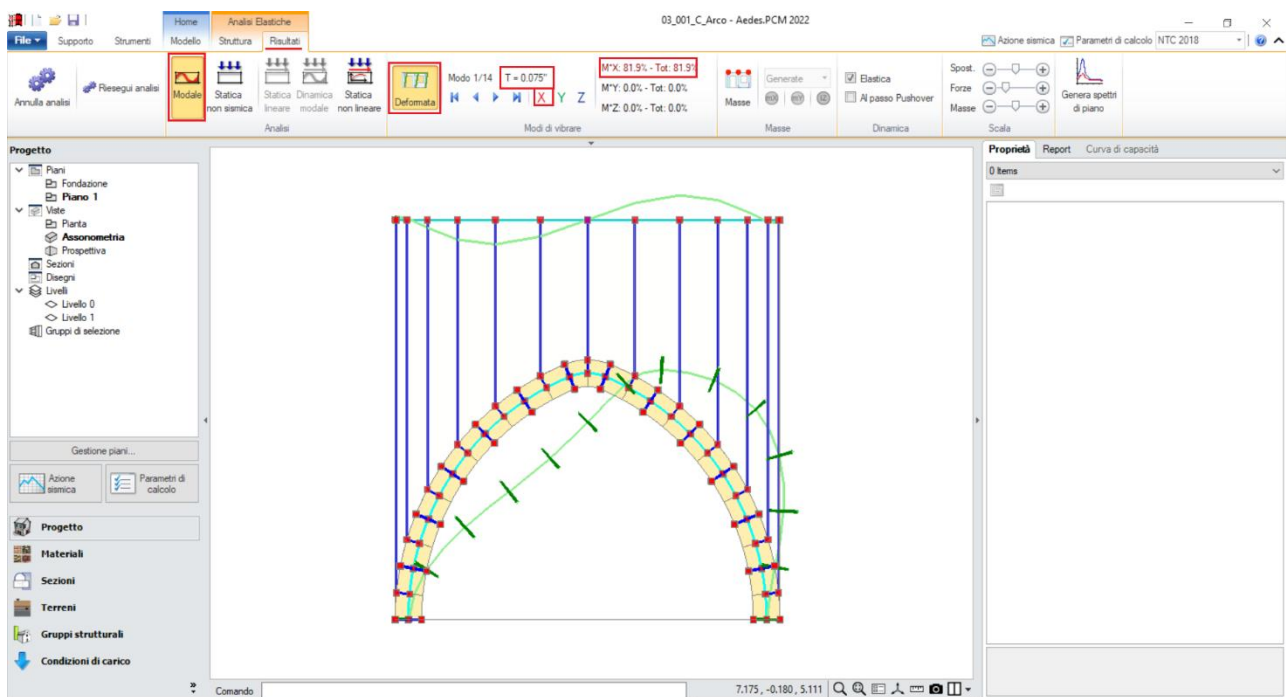 03_001_C_Arco - Aedes.PCM 2022
Home
Analisi Elastiche
File
Supporto
Strumenti
Modello
Struttura
Risultati
Azione sismica
Parametri di calcolo
NTC 2018
Annulla analisi
Riesegui analisi
Modale
Statica non sismica
Statica lineare
Dinamica modale
Statica non lineare
Analisi
Deformata
Modo 1/14
T = 0.075"
X Y Z
M*X: 81.9% - Tot: 81.9%
M*Y: 0.0% - Tot: 0.0%
M*Z: 0.0% - Tot: 0.0%
Modi di vibrare
Masse
Generate
Masse
Elastica
Al passo Pushover
Dinamica
Spost.
Forze
Masse
Scala
Genera spettri di piano
Progetto
Piani
Fondazione
Piano 1
Viste
Pianta
Assonometria
Prospettiva
Sezioni
Disegni
Livelli
Livello 0
Livello 1
Gruppi di selezione
Gestione piani...
Azione sismica
Parametri di calcolo
Progetto
Materiali
Sezioni
Terreni
Gruppi strutturali
Condizioni di carico
Comando
7.175 , -0.180 , 5.111
Proprietà
Report
Curva di capacità
0 Items